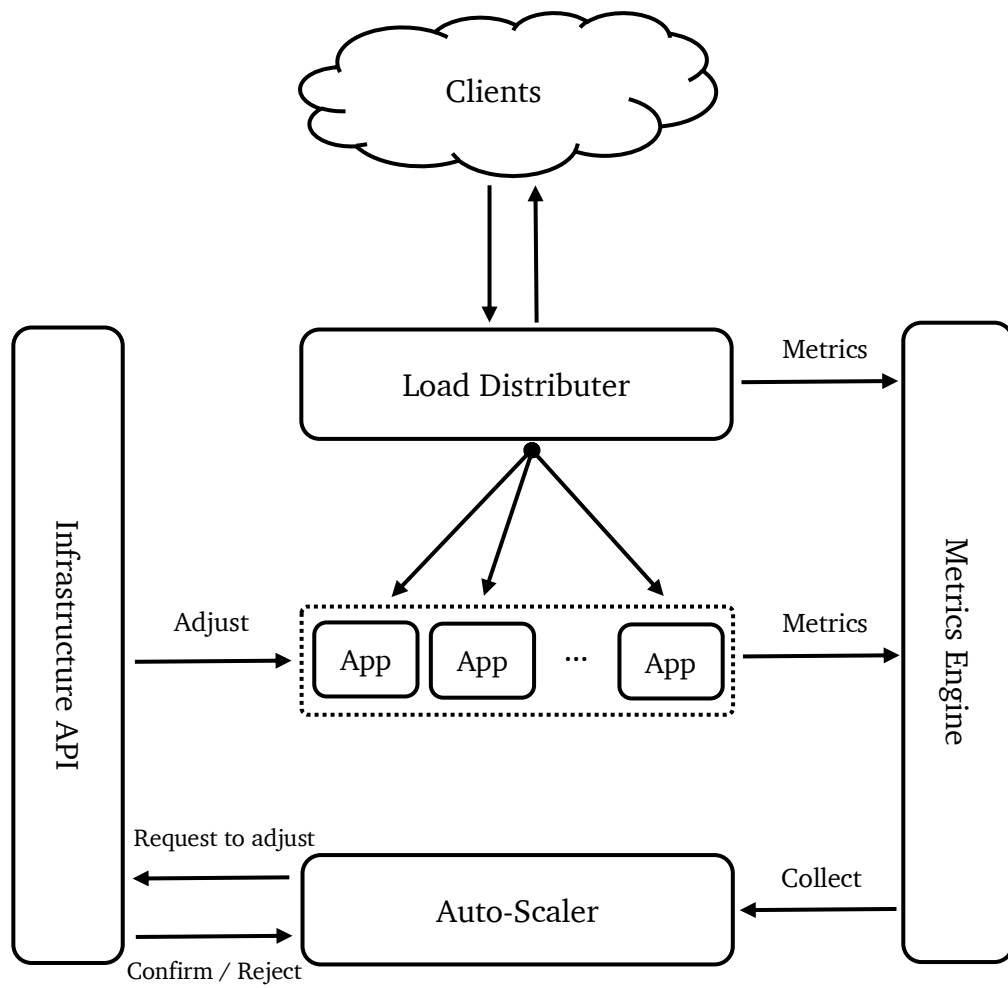 Clients
Metrics
Load Distributer
Infrastructure API
Metrics Engine
Adjust
Metrics
App
App
...
App
Request to adjust
Collect
Auto-Scaler
Confirm / Reject